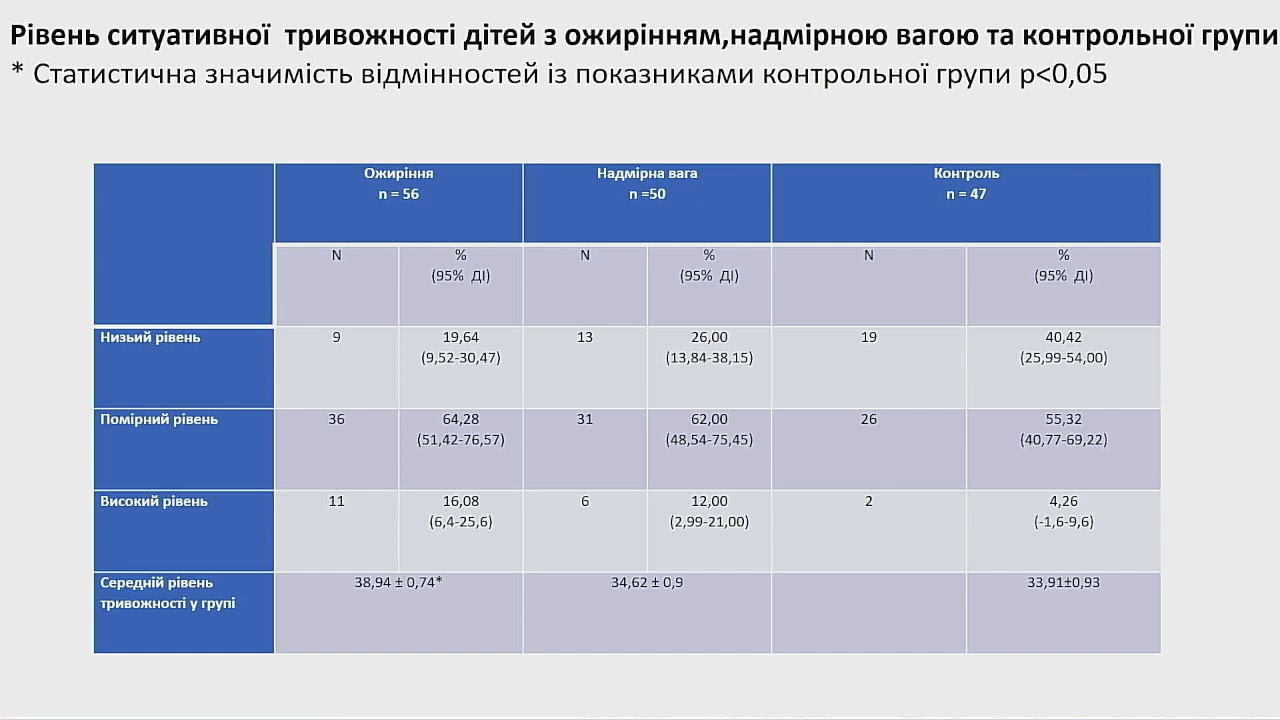 Рівень ситуативної  тривожності дітей з ожирінням,надмірною вагою та контрольної групи
* Статистична значимість відмінностей із показниками контрольної групи р<0,05
Ожиріння
n = 56
Надмірна вага
n =50
Контроль
n = 47
N
%
(95%  ДІ)
N
%
(95%  ДІ)
N
%
(95%  ДІ)
Низьий рівень
9
19,64
(9,52-30,47)
13
26,00
(13,84-38,15)
19
40,42
(25,99-54,00)
Помірний рівень
36
64,28
(51,42-76,57)
31
62,00
(48,54-75,45)
26
55,32
(40,77-69,22)
Високий рівень
11
16,08
(6,4-25,6)
6
12,00
(2,99-21,00)
2
4,26
(-1,6-9,6)
Середній рівень
тривожності у групі
38,94 ± 0,74*
34,62 ± 0,9
33,91±0,93